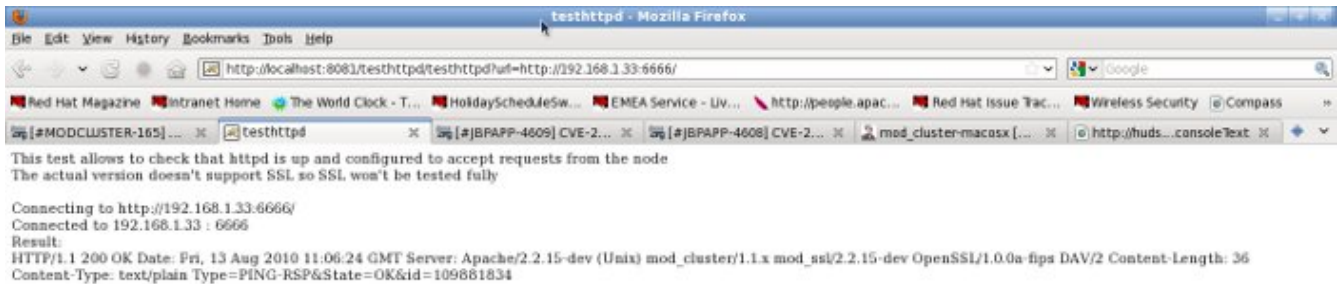 testhttpd - Mozilla Firefox
File Edit View History Bookmarks Tools Help
http://localhost:8081/testhttpd/testhttpd?url=http://192.168.1.33:6666/
Google
Red Hat Magazine Intranet Home The World Clock - T... HolidayScheduleSw... EMEA Service - Liv... http://people.apac... Red Hat Issue Trac... Wireless Security Compass »
[#MODCLUSTER-165] ... testhttpd [#JBPAPP-4609] CVE-2... [#JBPAPP-4608] CVE-2... mod_cluster-macosx [... http://huds...consoleText
This test allows to check that httpd is up and configured to accept requests from the node
The actual version doesn't support SSL so SSL won't be tested fully
Connecting to http://192.168.1.33:6666/
Connected to 192.168.1.33 : 6666
Result:
HTTP/1.1 200 OK Date: Fri, 13 Aug 2010 11:06:24 GMT Server: Apache/2.2.15-dev (Unix) mod_cluster/1.1.x mod_ssl/2.2.15-dev OpenSSL/1.0.0a-fips DAV/2 Content-Length: 36
Content-Type: text/plain Type=PING-RSP&State=OK&id=109881834